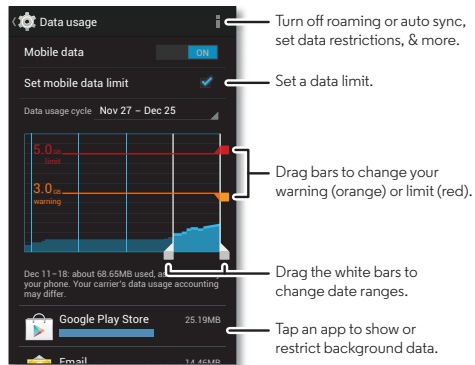 Data usage
Mobile data
ON
Set mobile data limit
Data usage cycle Nov 27 – Dec 25
5.0 GB
limit
3.0 GB
warning
Dec 11–18: about 68.65MB used, as
your phone. Your carrier's data usage accounting
may differ.
Google Play Store 25.19MB
Email 14.46MB
Turn off roaming or auto sync,
set data restrictions, & more.
Set a data limit.
Drag bars to change your
warning (orange) or limit (red).
Drag the white bars to
change date ranges.
Tap an app to show or
restrict background data.